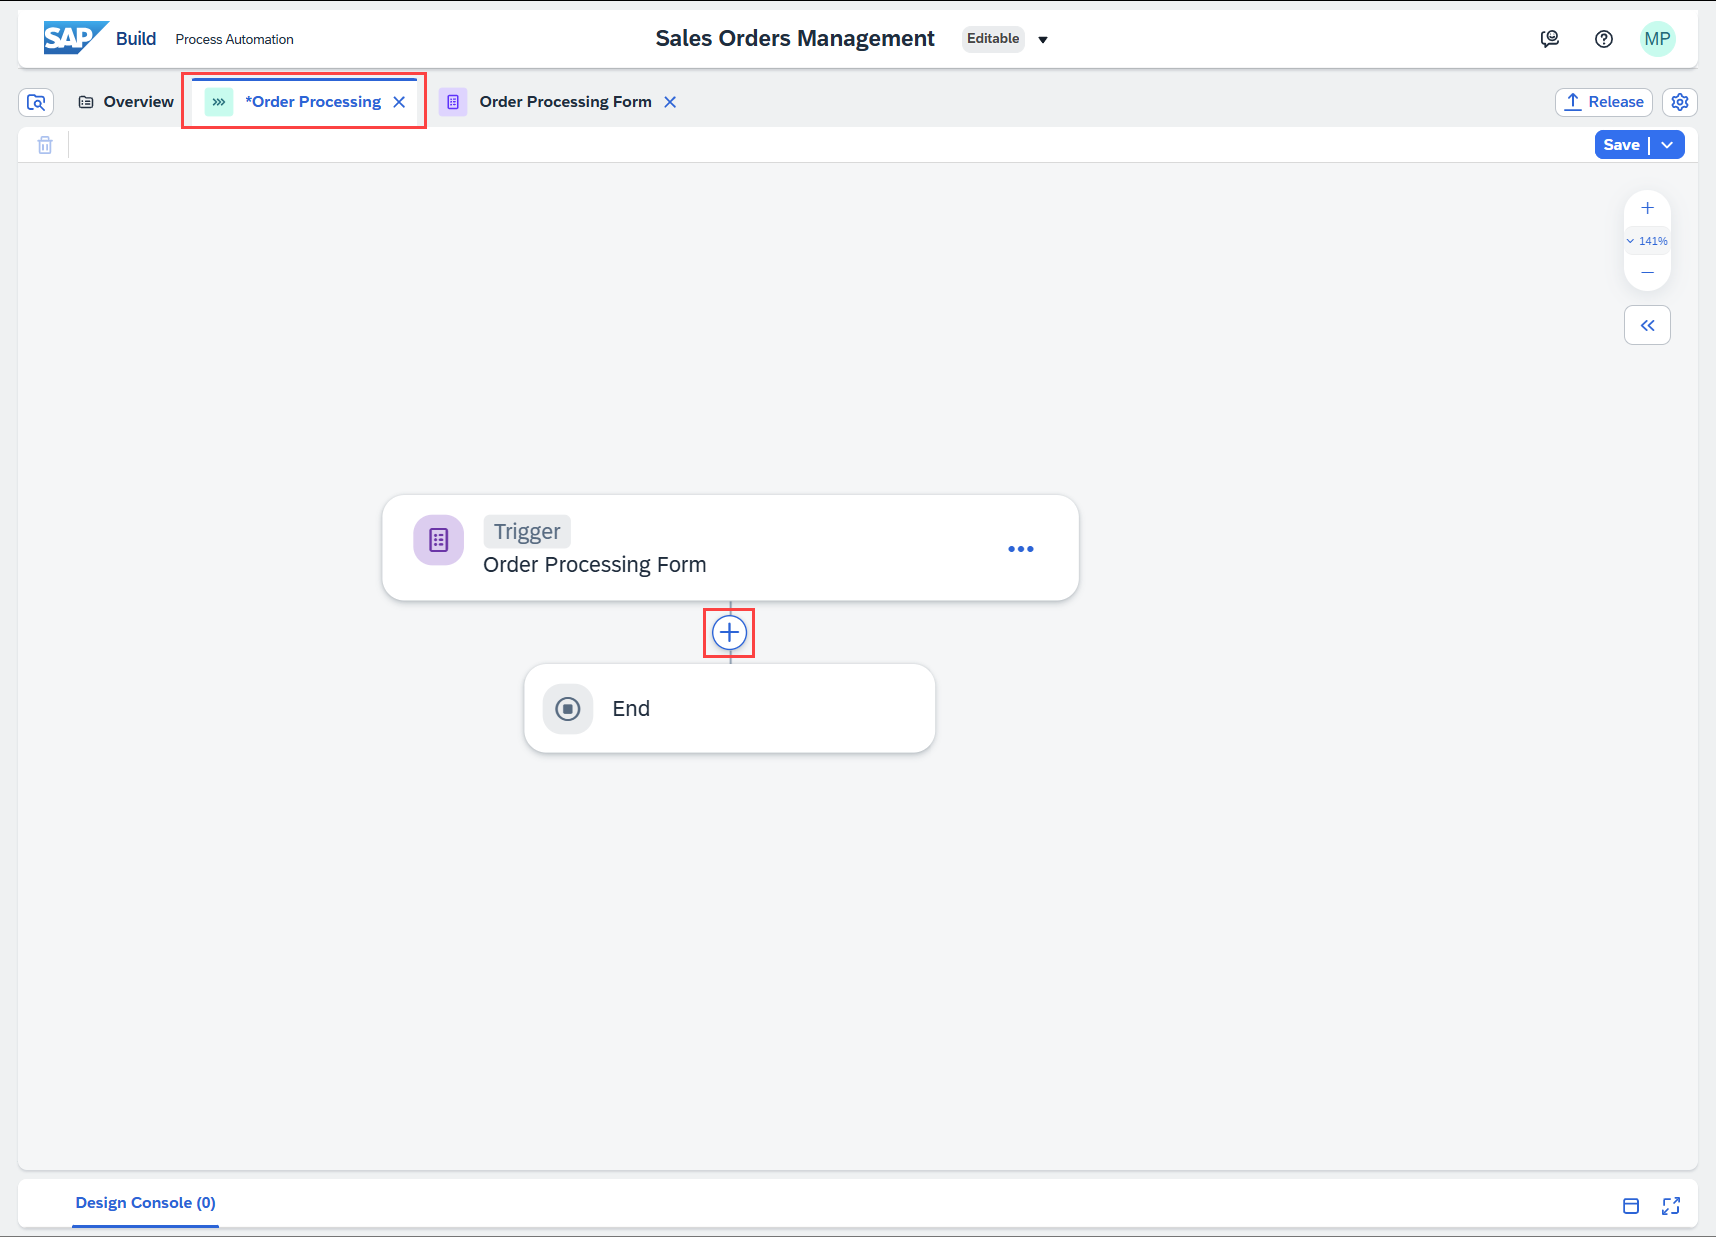 SAP Build Process Automation
Sales Orders Management Editable
MP
Overview *Order Processing Order Processing Form Release
Save
141%
Trigger
Order Processing Form
End
Design Console (0)